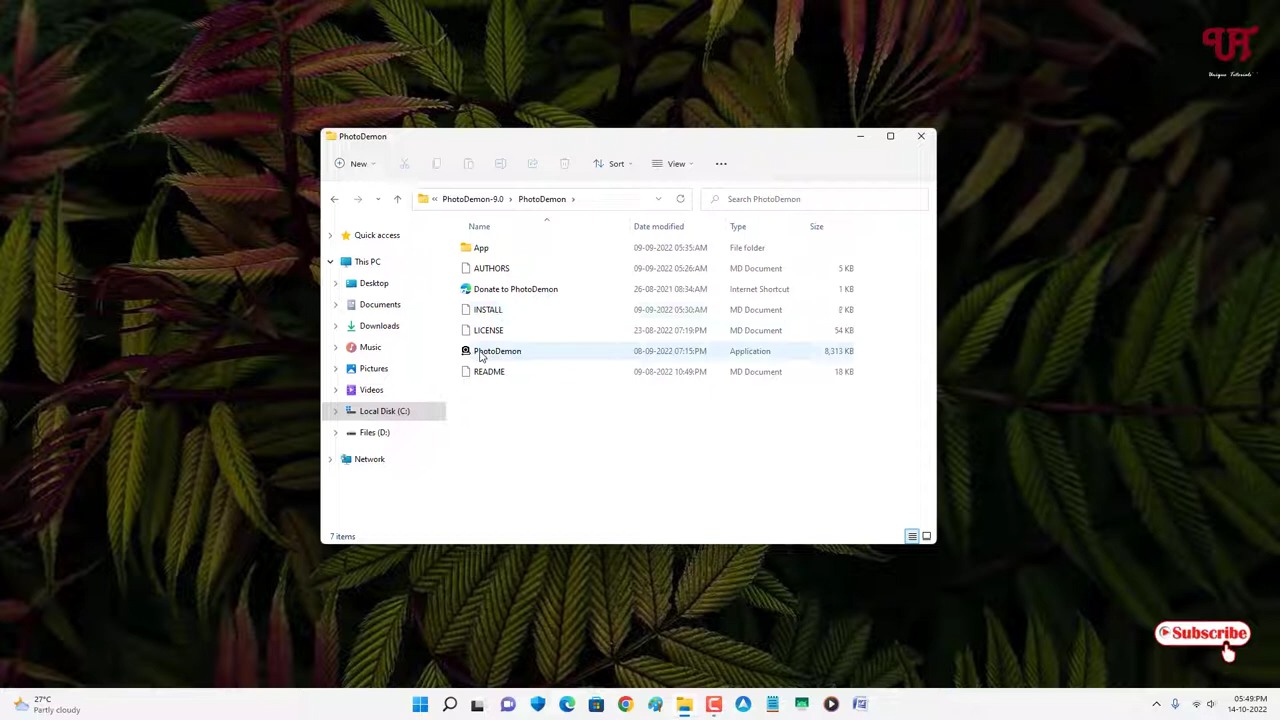 UT
Unique Tutorials
PhotoDemon
New
Sort
View
PhotoDemon-9.0 › PhotoDemon ›
Search PhotoDemon
Name Date modified Type Size
Quick access
This PC
Desktop
Documents
Downloads
Music
Pictures
Videos
Local Disk (C:)
Files (D:)
Network
App 09-09-2022 05:35:AM File folder
AUTHORS 09-09-2022 05:26:AM MD Document 5 KB
Donate to PhotoDemon 26-08-2021 08:34:AM Internet Shortcut 1 KB
INSTALL 09-09-2022 05:30:AM MD Document 8 KB
LICENSE 23-08-2022 07:19:PM MD Document 54 KB
PhotoDemon 08-09-2022 07:15:PM Application 8,313 KB
README 09-08-2022 10:49:PM MD Document 18 KB
7 items
Subscribe
27°C
Partly cloudy
05:49:PM
14-10-2022